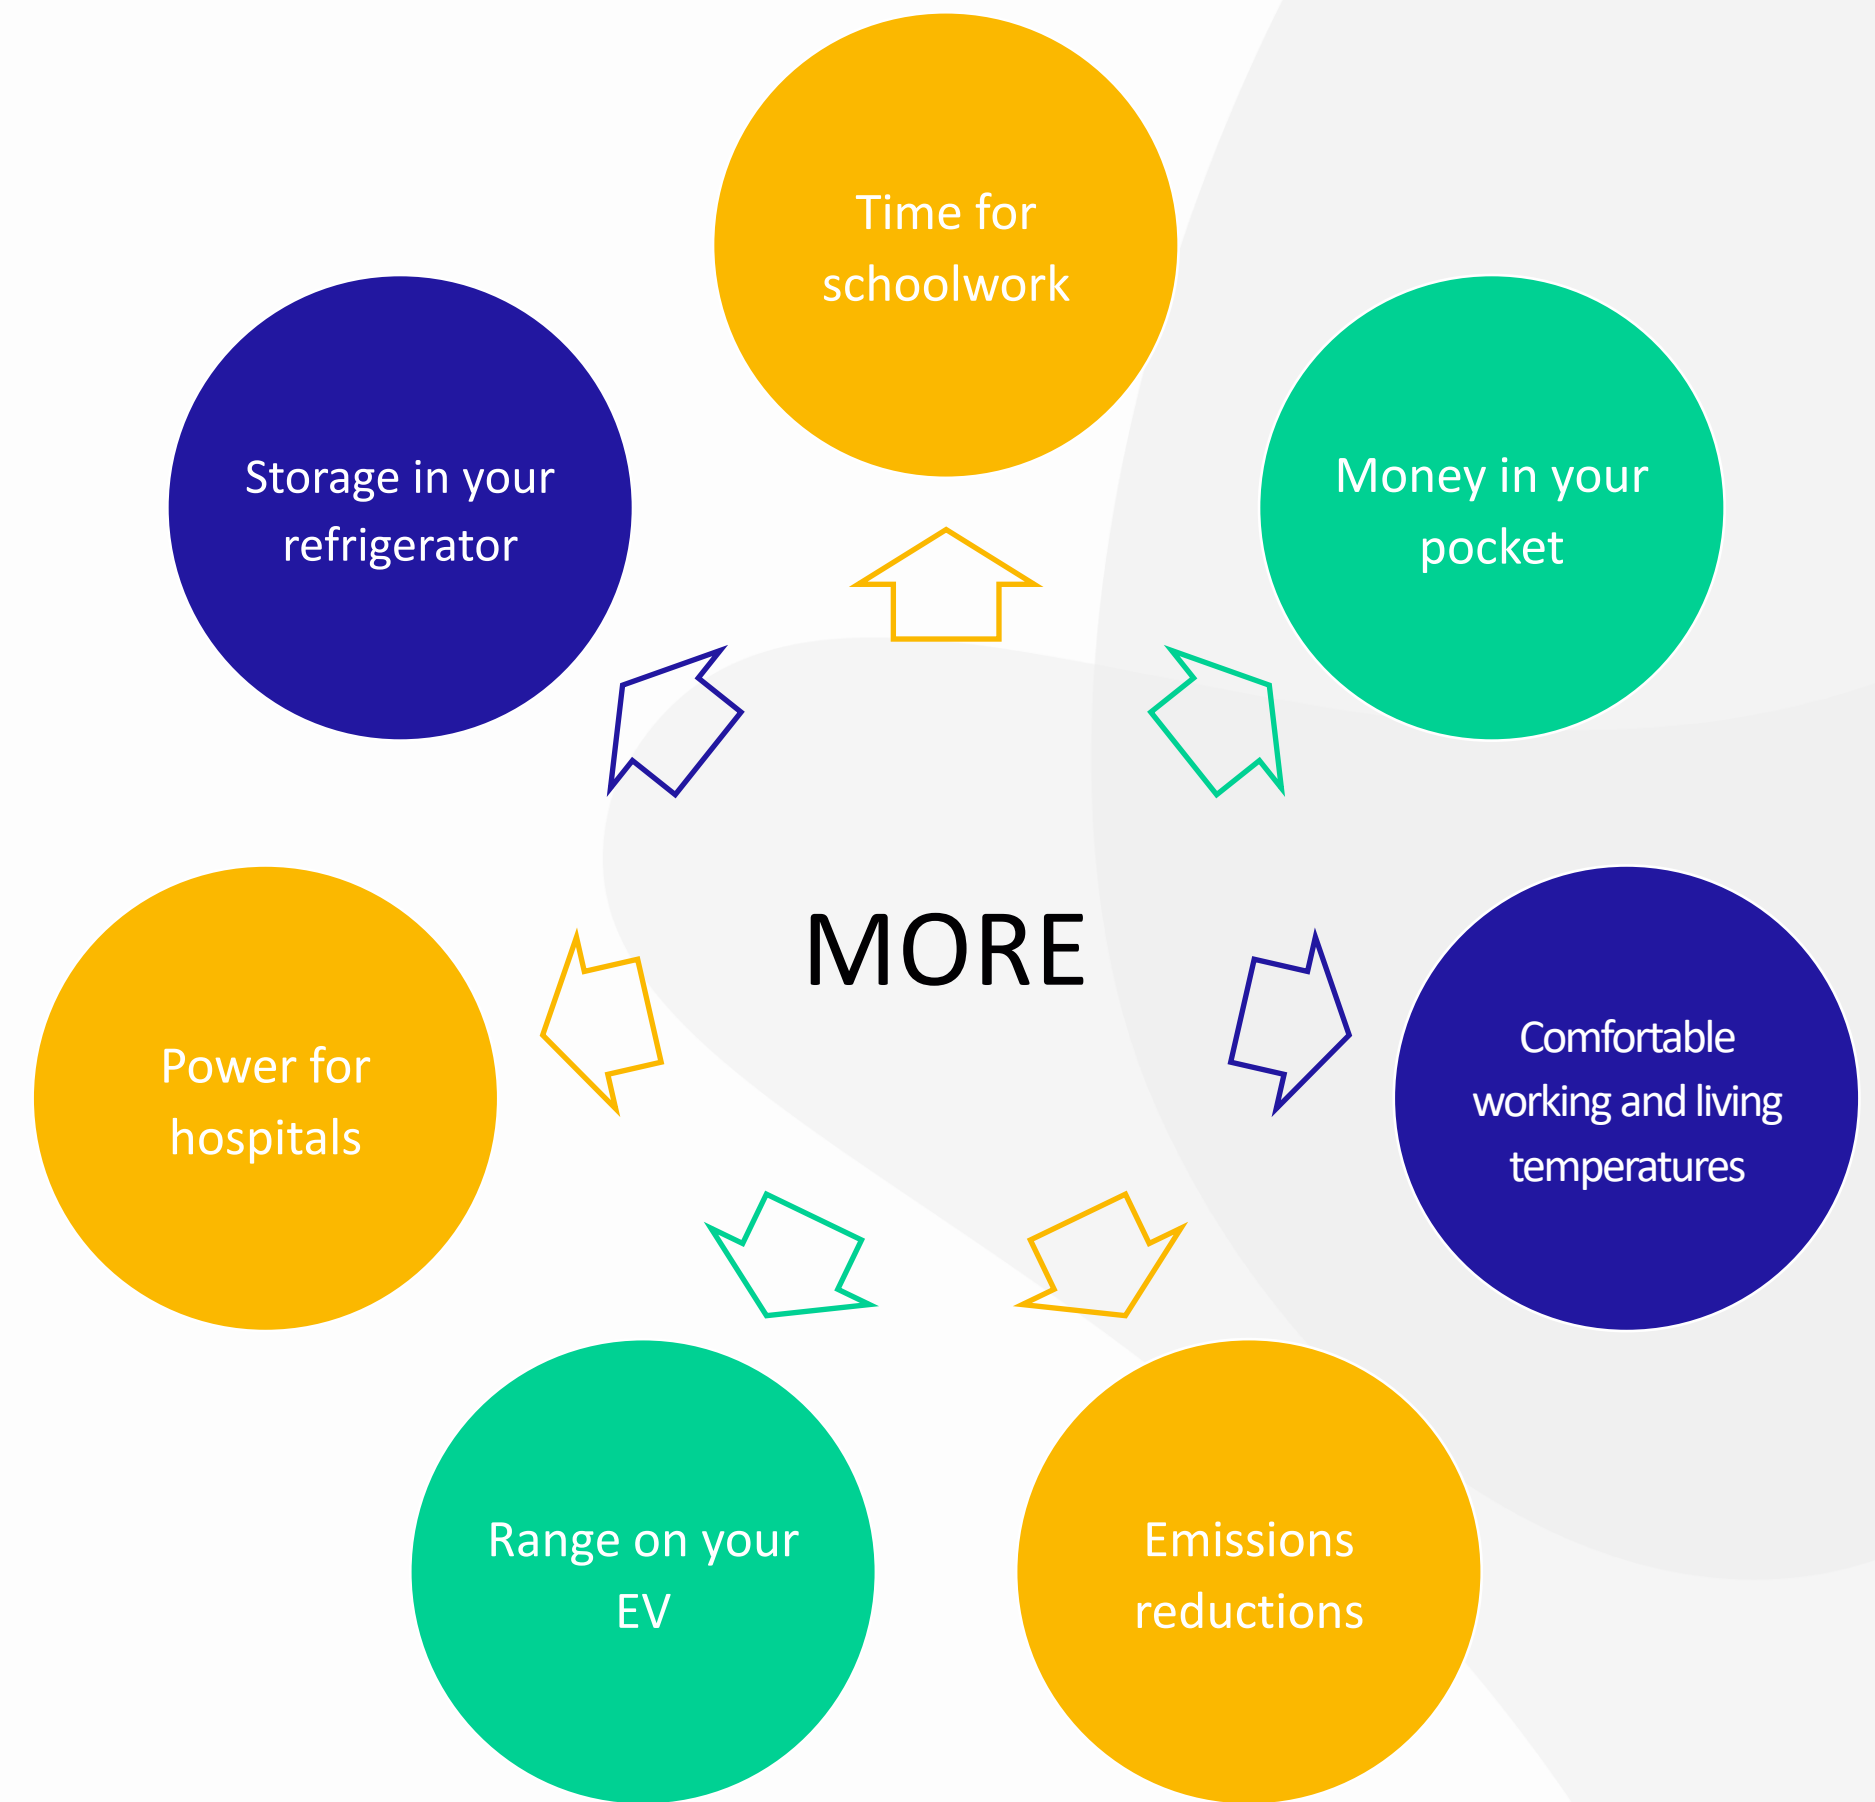 Time for
schoolwork
Money in your
pocket
Comfortable
working and living
temperatures
Emissions
reductions
Range on your
EV
Power for
hospitals
Storage in your
refrigerator
MORE